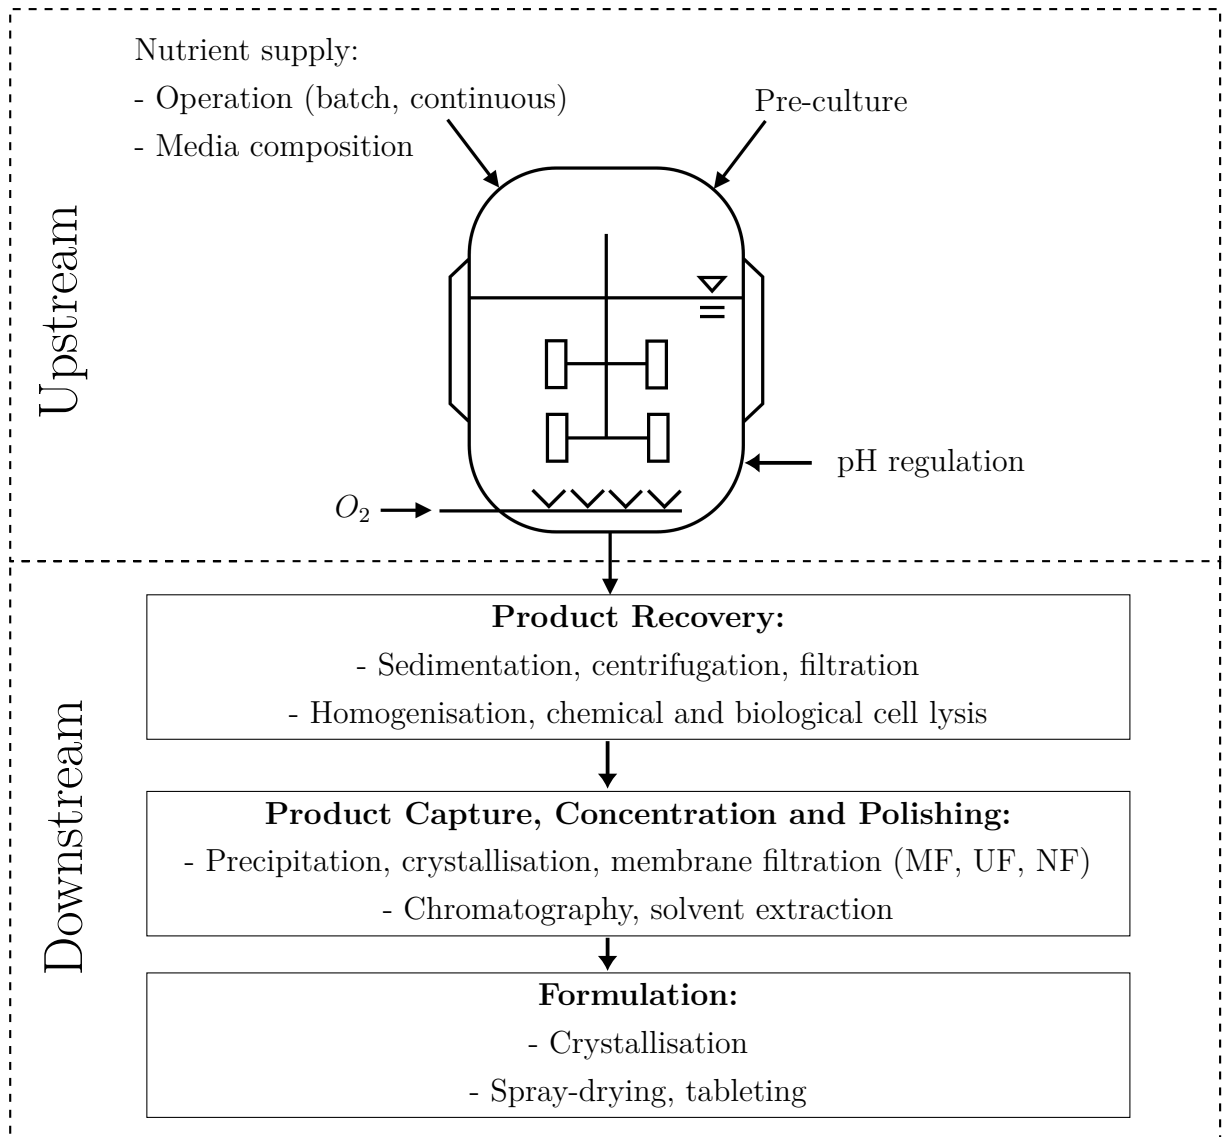 Nutrient supply:
- Operation (batch, continuous)
- Media composition
Pre-culture
Upstream
pH regulation
O₂
Product Recovery:
- Sedimentation, centrifugation, filtration
- Homogenisation, chemical and biological cell lysis
Downstream
Product Capture, Concentration and Polishing:
- Precipitation, crystallisation, membrane filtration (MF, UF, NF)
- Chromatography, solvent extraction
Formulation:
- Crystallisation
- Spray-drying, tableting